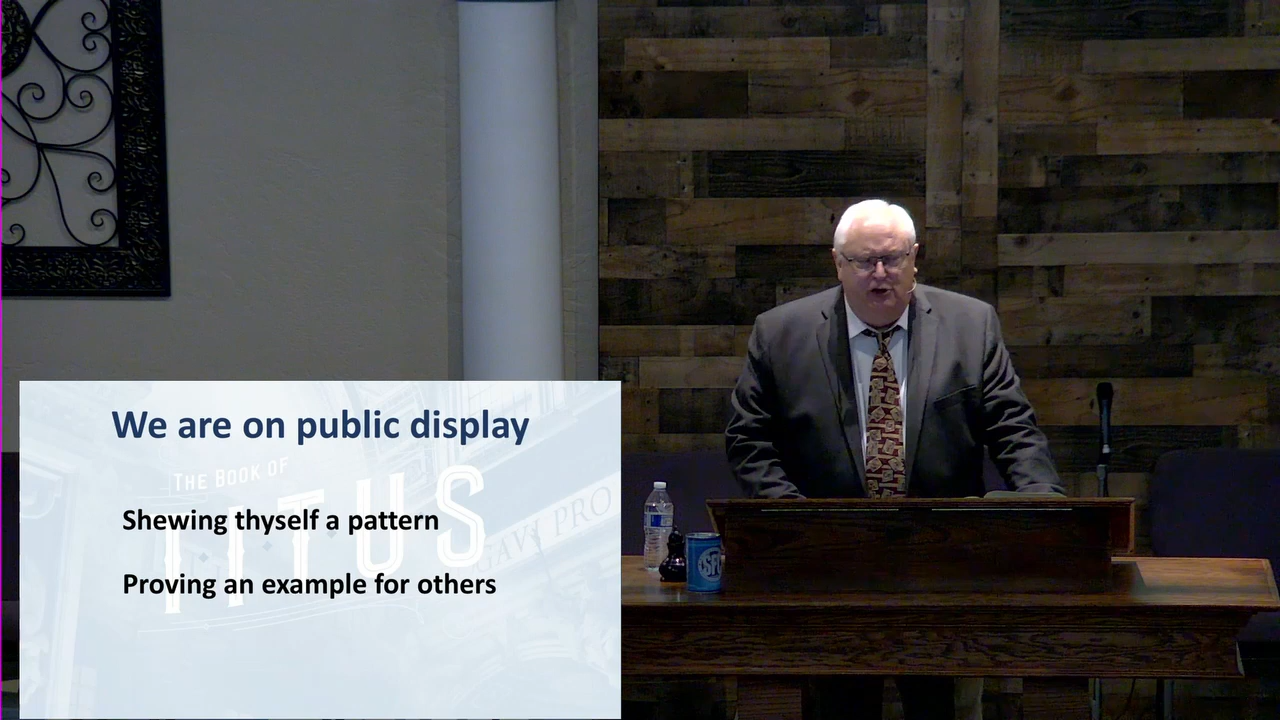 We are on public display
THE BOOK OF
TITUS
Shewing thyself a pattern
Proving an example for others